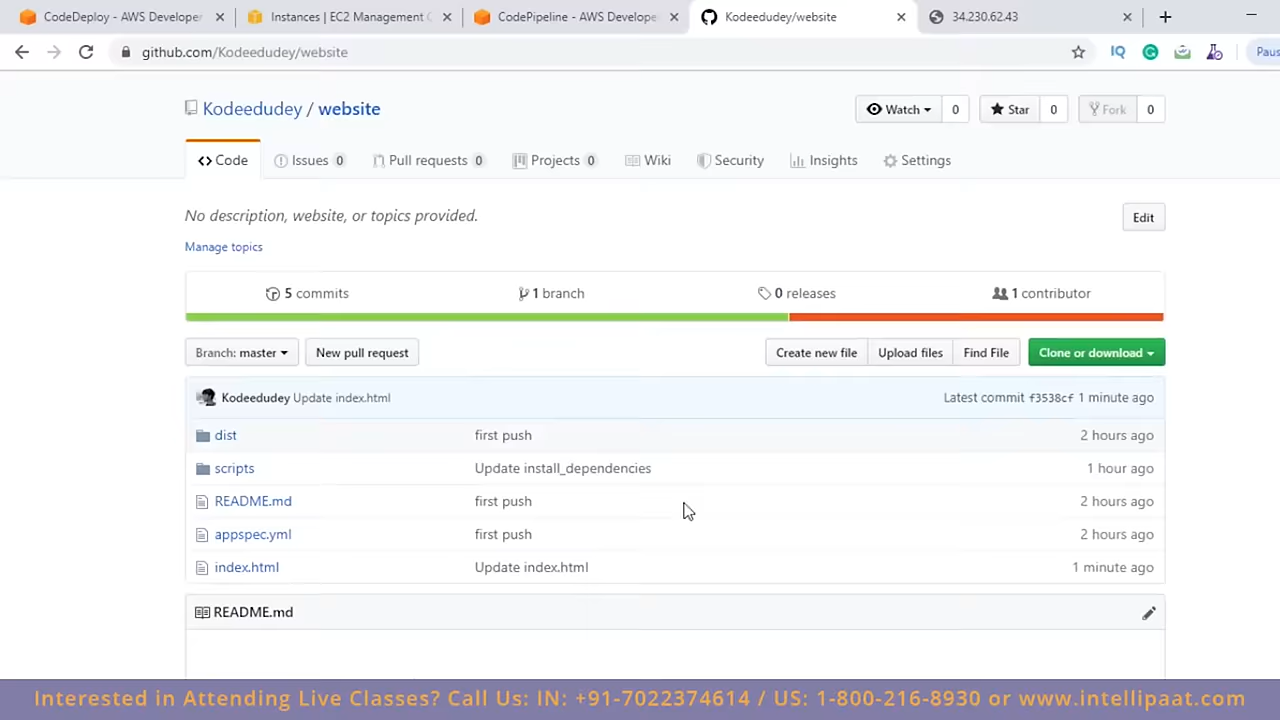 CodeDeploy - AWS Developer
Instances | EC2 Management C
CodePipeline - AWS Develope
Kodeedudey/website
34.230.62.43
github.com/Kodeedudey/website
IQ
Paus
Kodeedudey / website
Watch 0
Star 0
Fork 0
Code
Issues 0
Pull requests 0
Projects 0
Wiki
Security
Insights
Settings
No description, website, or topics provided.
Edit
Manage topics
5 commits
1 branch
0 releases
1 contributor
Branch: master
New pull request
Create new file
Upload files
Find File
Clone or download
Kodeedudey Update index.html
Latest commit f3538cf 1 minute ago
dist first push 2 hours ago
scripts Update install_dependencies 1 hour ago
README.md first push 2 hours ago
appspec.yml first push 2 hours ago
index.html Update index.html 1 minute ago
README.md
Interested in Attending Live Classes? Call Us: IN: +91-7022374614 / US: 1-800-216-8930 or www.intellipaat.com